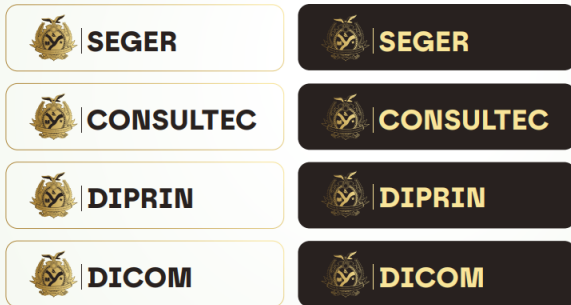 SEGER
SEGER
CONSULTEC
CONSULTEC
DIPRIN
DIPRIN
DICOM
DICOM